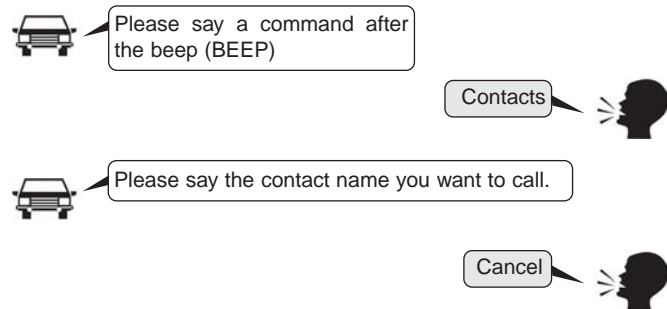 Please say a command after
the beep (BEEP)
Contacts
Please say the contact name you want to call.
Cancel